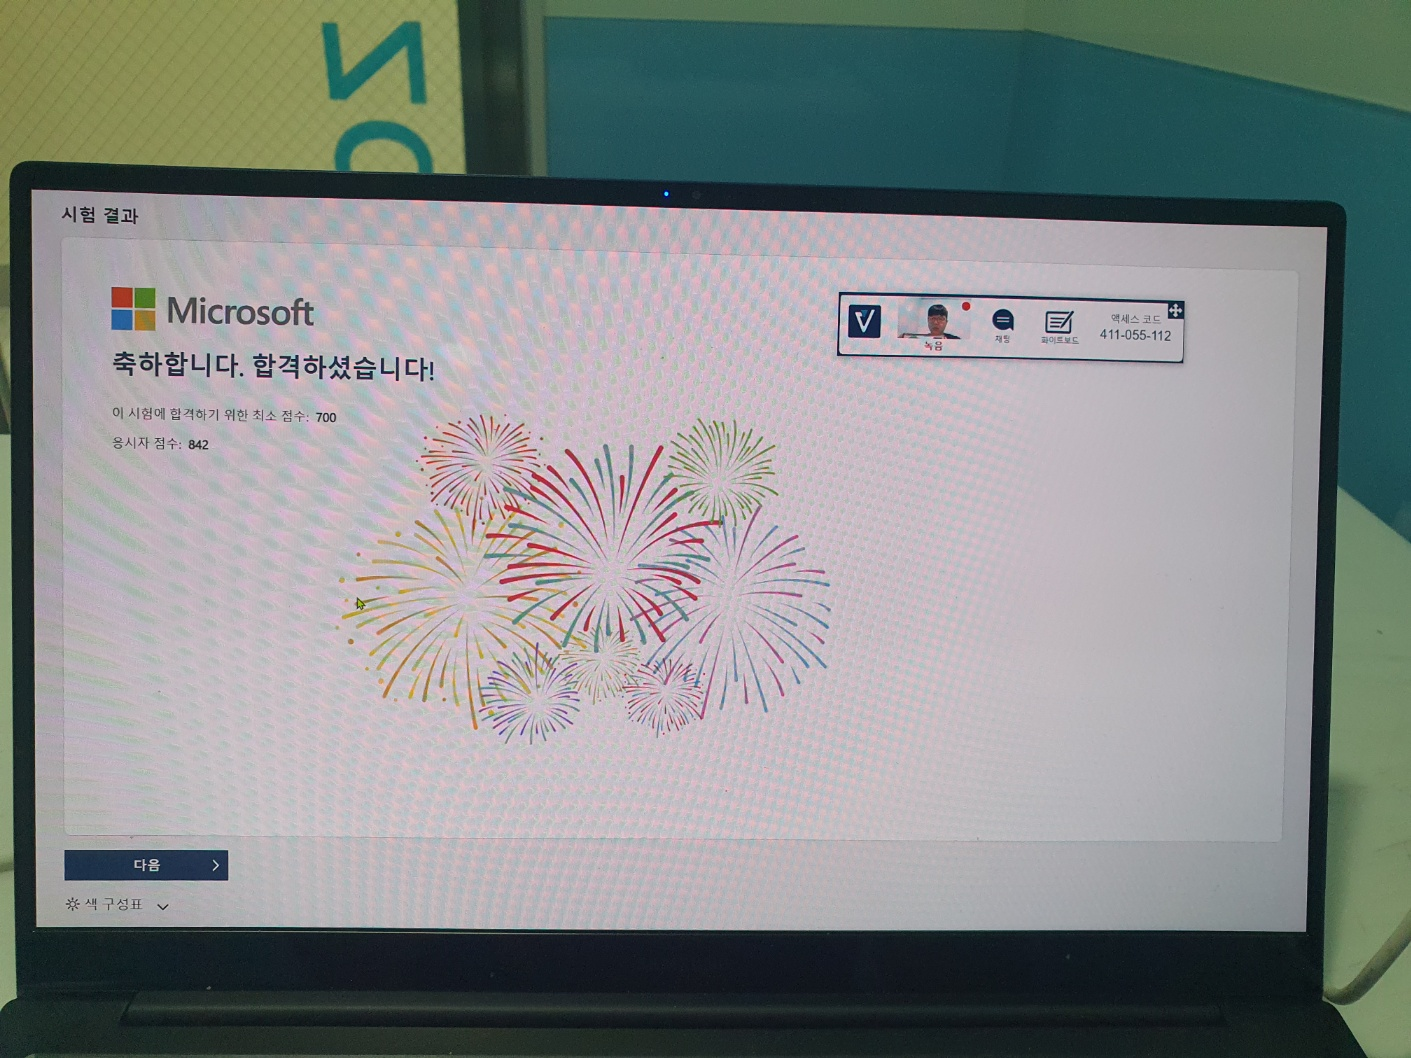 NO
시험 결과
Microsoft
축하합니다. 합격하셨습니다!
이 시험에 합격하기 위한 최소 점수: 700
응시자 점수: 842
녹음
채팅
화이트보드
액세스 코드
411-055-112
다음
색 구성표